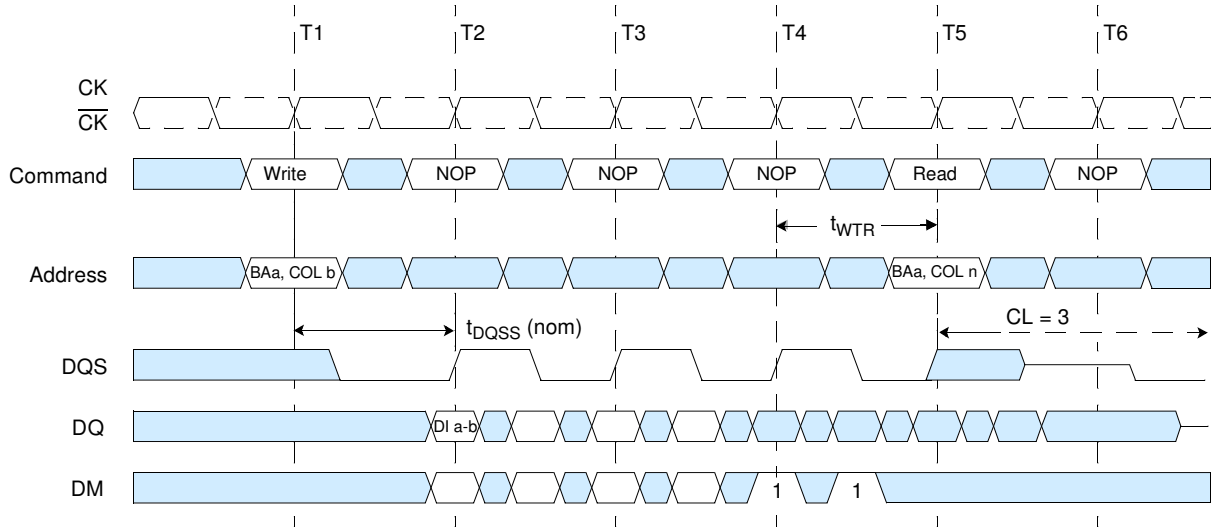 T1 T2 T3 T4 T5 T6
CK
CK
Command Write NOP NOP NOP Read NOP
tWTR
Address BAa, COL b BAa, COL n
tDQSS (nom) CL = 3
DQS
DQ DI a-b
DM 1 1